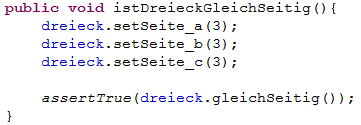 public void istDreieckGleichSeitig(){
dreieck.setSeite_a(3);
dreieck.setSeite_b(3);
dreieck.setSeite_c(3);
assertTrue(dreieck.gleichSeitig());
}